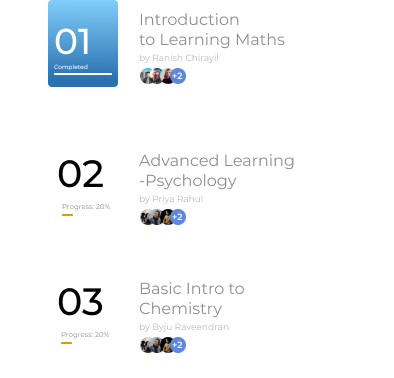 01
Completed
Introduction
to Learning Maths
by Ranish Chirayil
+2
02
Progress: 20%
Advanced Learning
-Psychology
by Priya Rahul
+2
03
Progress: 20%
Basic Intro to
Chemistry
by Byju Raveendran
+2